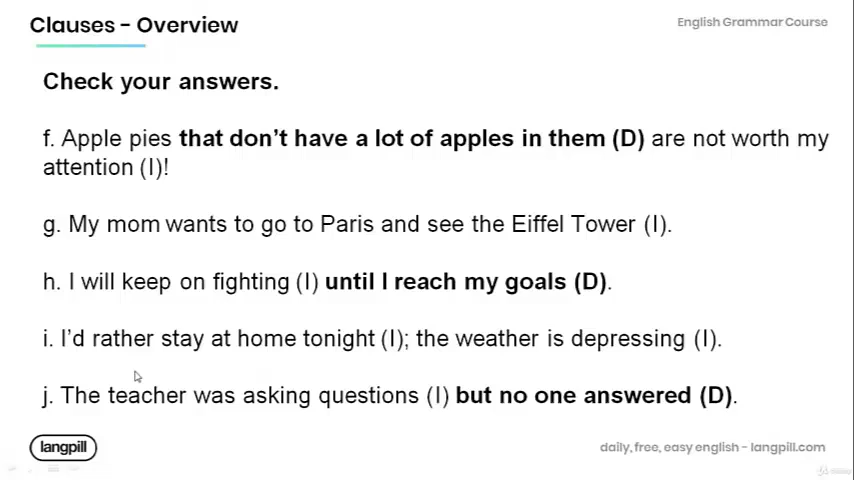 Clauses - Overview
English Grammar Course
Check your answers.
f. Apple pies that don't have a lot of apples in them (D) are not worth my
attention (I)!
g. My mom wants to go to Paris and see the Eiffel Tower (I).
h. I will keep on fighting (I) until I reach my goals (D).
i. I'd rather stay at home tonight (I); the weather is depressing (I).
j. The teacher was asking questions (I) but no one answered (D).
langpill
daily, free, easy english - langpill.com